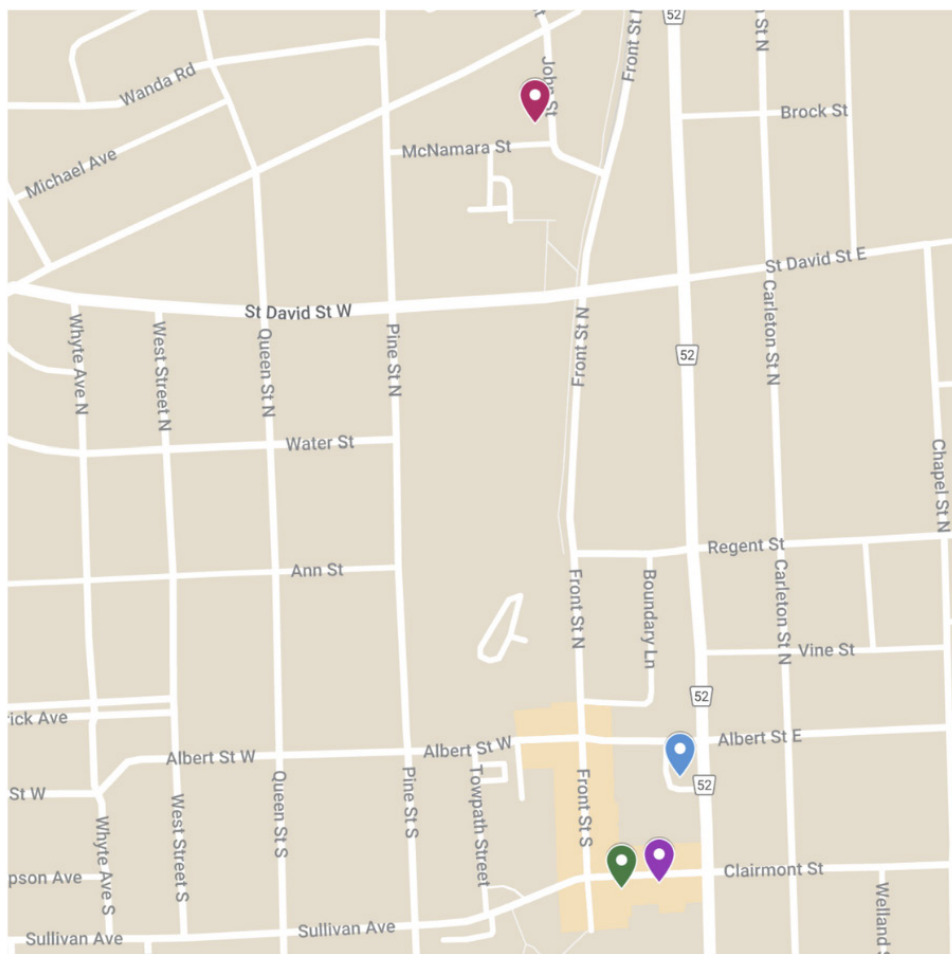 52
St
John St
Front St
n St N
Wanda Rd
Brock St
McNamara St
Michael Ave
St David St E
St David St W
Carleton St N
Whyte Ave N
West Street N
Queen St N
Pine St N
Front St N
52
Water St
Chapel St N
Regent St
Ann St
Front St N
Boundary Ln
Carleton St N
Vine St
52
rick Ave
Albert St E
Albert St W
Albert St W
St W
Queen St S
Pine St S
Towpath Street
Front St S
52
West Street S
Whyte Ave S
Clairmont St
pson Ave
Welland S
Sullivan Ave
Sullivan Ave